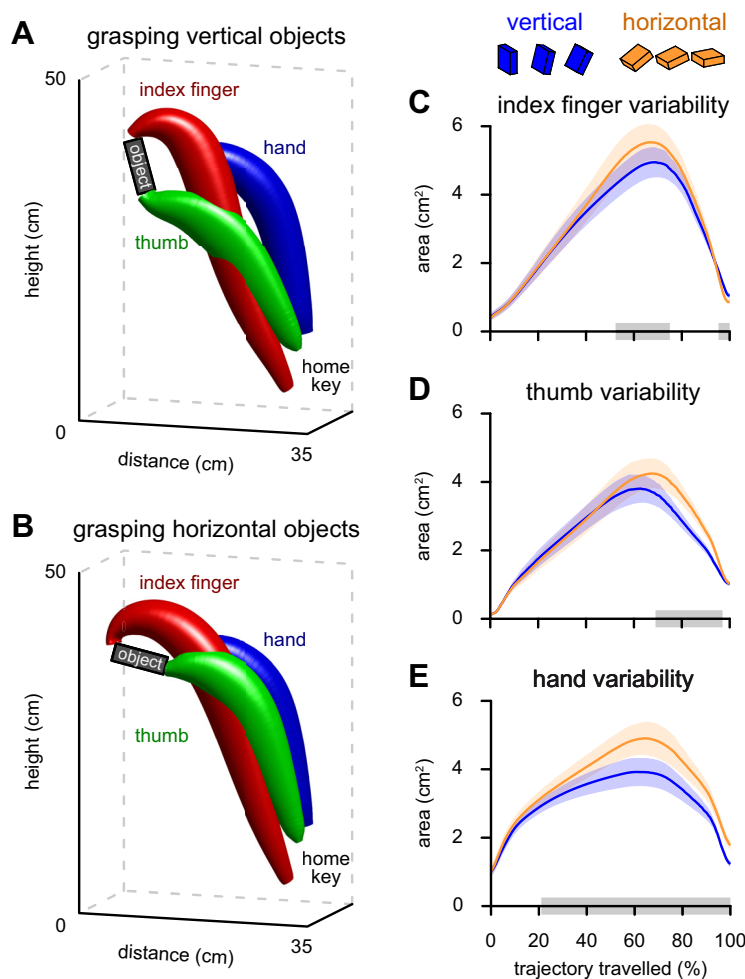 A
grasping vertical objects
50
index finger
hand
object
thumb
height (cm)
home
key
0
distance (cm)
35
B
grasping horizontal objects
50
index finger
hand
object
thumb
height (cm)
home
key
0
distance (cm)
35
vertical
horizontal
C
index finger variability
6
4
2
0
area (cm²)
D
thumb variability
6
4
2
0
area (cm²)
E
hand variability
6
4
2
0
area (cm²)
0 20 40 60 80 100
trajectory travelled (%)